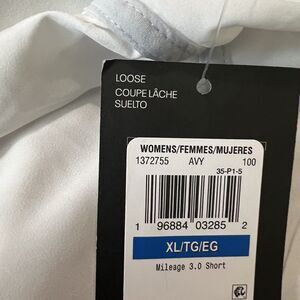 LOOSE
COUPE LÂCHE
SUELTO
WOMENS/FEMMES/MUJERES
1372755 AVY 100
35-P1-5
1 96884 03285 2
XL/TG/EG
Mileage 3.0 Short